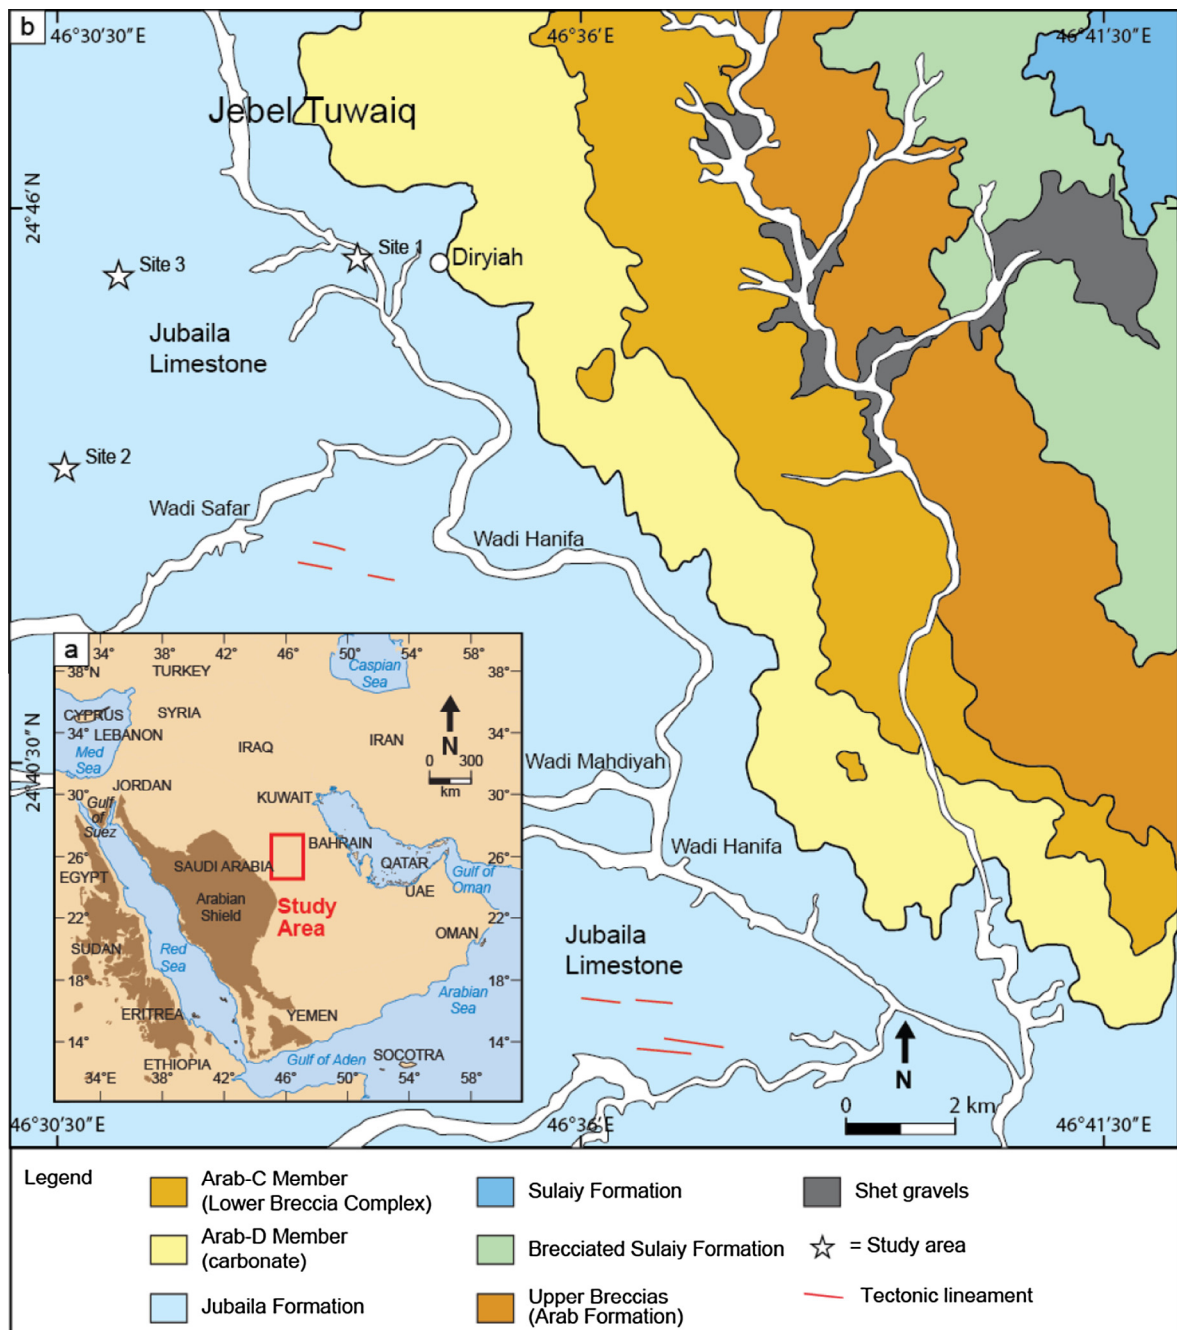 b
46°30′30″E
46°36′E
46°41′30″E
Jebel Tuwaiq
24°46′N
Site 1
Diryiah
Site 3
Jubaila
Limestone
Site 2
Wadi Safar
Wadi Hanifa
24°40′30″N
Wadi Mahdiyah
Wadi Hanifa
Jubaila
Limestone
N
0
2 km
46°30′30″E
46°36′E
46°41′30″E
a
34°
38°N
38°
42°
46°
50°
54°
58°
38°
TURKEY
Caspian
Sea
CYPRUS
SYRIA
34°
LEBANON
Med
Sea
IRAQ
IRAN
N
34°
0
300
km
30°
JORDAN
Gulf
of
Suez
KUWAIT
30°
BAHRAIN
26°
EGYPT
SAUDI ARABIA
QATAR
26°
Gulf of
Oman
UAE
Arabian
Shield
Study
Area
22°
22°
OMAN
SUDAN
Red
Sea
18°
18°
Arabian
Sea
ERITREA
YEMEN
14°
14°
ETHIOPIA
Gulf of Aden
SOCOTRA
34°E
38°
42°
46°
50°
54°
58°
Legend
Arab-C Member
(Lower Breccia Complex)
Arab-D Member
(carbonate)
Jubaila Formation
Sulaiy Formation
Brecciated Sulaiy Formation
Upper Breccias
(Arab Formation)
Shet gravels
= Study area
Tectonic lineament